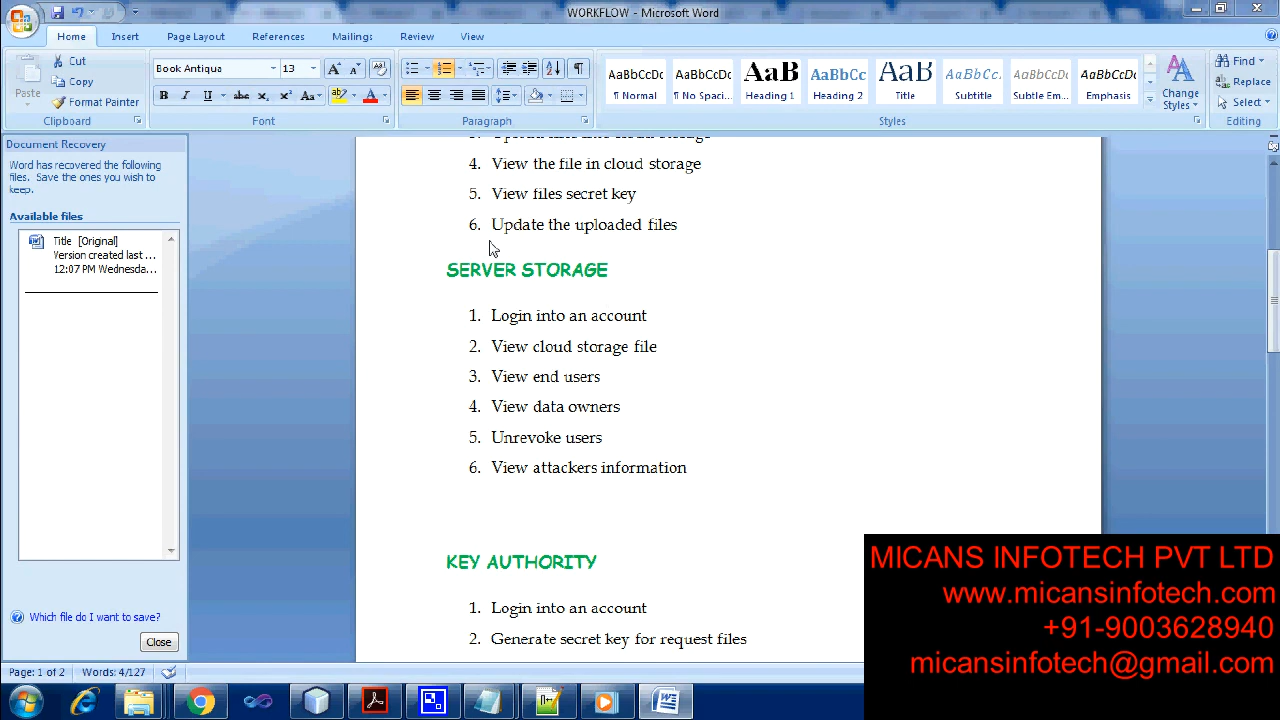 WORKFLOW - Microsoft Word
Home Insert Page Layout References Mailings Review View
Paste
Cut
Copy
Format Painter
Clipboard
Book Antiqua 13
Font
Paragraph
AaBbCcDc AaBbCcDc AaB AaBbCc AaB AaBbCc. AaBbCcDc AaBbCcDc
¶ Normal ¶ No Spaci... Heading 1 Heading 2 Title Subtitle Subtle Em... Emphasis
Change Styles
Styles
Find
Replace
Select
Editing
Document Recovery
Word has recovered the following
files. Save the ones you wish to
keep.
Available files
Title [Original]
Version created last ...
12:07 PM Wednesda...
Which file do I want to save?
Close
4. View the file in cloud storage
5. View files secret key
6. Update the uploaded files
SERVER STORAGE
1. Login into an account
2. View cloud storage file
3. View end users
4. View data owners
5. Unrevoke users
6. View attackers information
KEY AUTHORITY
1. Login into an account
2. Generate secret key for request files
MICANS INFOTECH PVT LTD
www.micansinfotech.com
+91-9003628940
micansinfotech@gmail.com
Page: 1 of 2 Words: 4/127